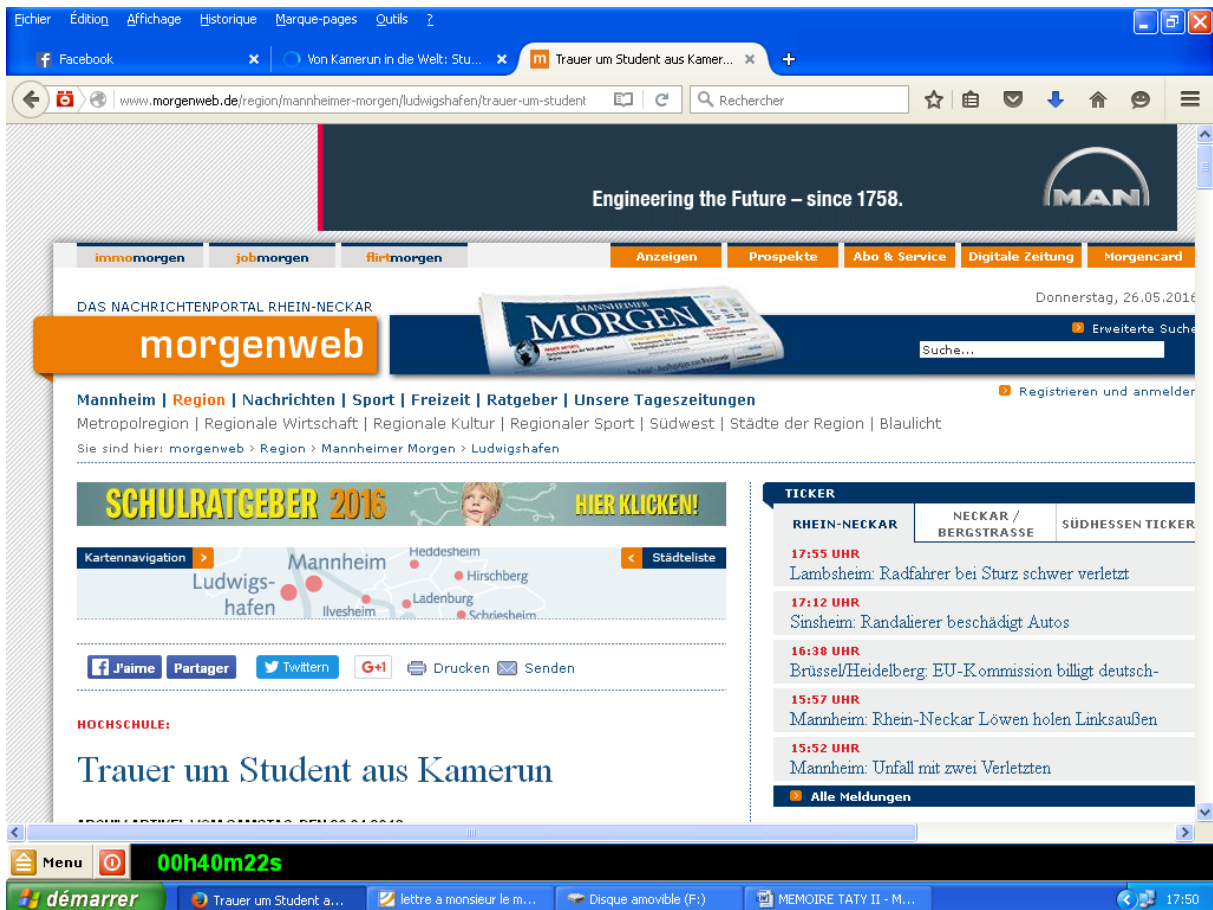 Fichier Édition Affichage Historique Marque-pages Outils ?
Facebook Von Kamerun in die Welt: Stu... Trauer um Student aus Kamer...
www.morgenweb.de/region/mannheimer-morgen/ludwigshafen/trauer-um-student Rechercher
Engineering the Future – since 1758.
MAN
immomorgen jobmorgen flirtmorgen Anzeigen Prospekte Abo & Service Digitale Zeitung Morgencard
DAS NACHRICHTENPORTAL RHEIN-NECKAR
Donnerstag, 26.05.2016
MANNHEIMER
MORGEN
morgenweb
Erweiterte Suche
Suche...
Registrieren und anmelden
Mannheim | Region | Nachrichten | Sport | Freizeit | Ratgeber | Unsere Tageszeitungen
Metropolregion | Regionale Wirtschaft | Regionale Kultur | Regionaler Sport | Südwest | Städte der Region | Blaulicht
Sie sind hier: morgenweb > Region > Mannheimer Morgen > Ludwigshafen
SCHULRATGEBER 2016 HIER KLICKEN!
Kartennavigation Städteliste
Heddesheim
Mannheim
Hirschberg
Ludwigs-
hafen
Ladenburg
Ilvesheim
Schriesheim
J'aime Partager Twittern G+1 Drucken Senden
HOCHSCHULE:
Trauer um Student aus Kamerun
TICKER
RHEIN-NECKAR NECKAR / BERGSTRASSE SÜDHESSEN TICKER
17:55 UHR
Lambsheim: Radfahrer bei Sturz schwer verletzt
17:12 UHR
Sinsheim: Randalierer beschädigt Autos
16:38 UHR
Brüssel/Heidelberg: EU-Kommission billigt deutsch-
15:57 UHR
Mannheim: Rhein-Neckar Löwen holen Linksaußen
15:52 UHR
Mannheim: Unfall mit zwei Verletzten
Alle Meldungen
Menu 00h40m22s
démarrer Trauer um Student a... lettre a monsieur le m... Disque amovible (F:) MEMOIRE TATY II - M... 17:50